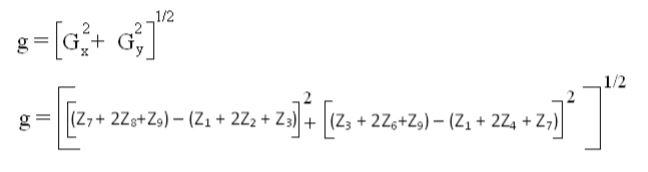 g = [G_x^2 + G_y^2]^1/2
g = [[(Z₇ + 2Z₈+Z₉) – (Z₁ + 2Z₂ + Z₃)]^2 + [(Z₃ + 2Z₆+Z₉) – (Z₁ + 2Z₄ + Z₇)]^2]^1/2